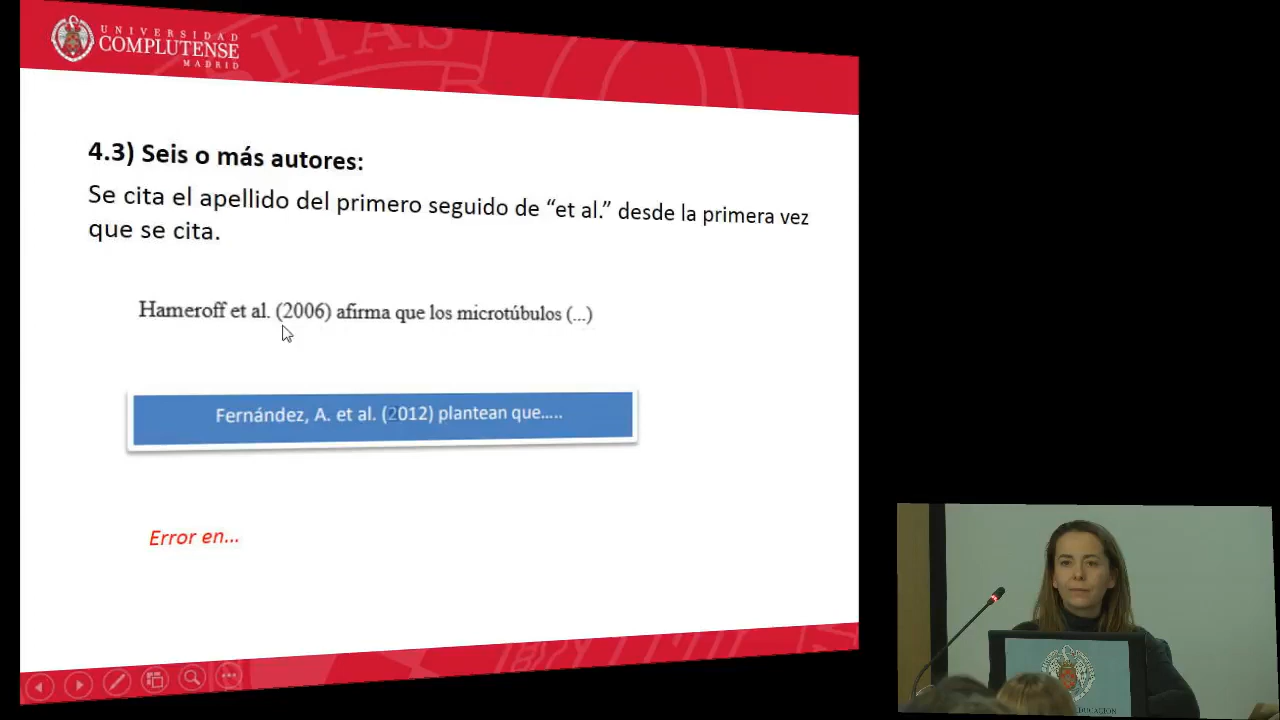 UNIVERSIDAD
COMPLUTENSE
MADRID
4.3) Seis o más autores:
Se cita el apellido del primero seguido de “et al.” desde la primera vez
que se cita.
Hameroff et al. (2006) afirma que los microtúbulos (...)
Fernández, A. et al. (2012) plantean que.....
Error en...
EDUCACIÓN